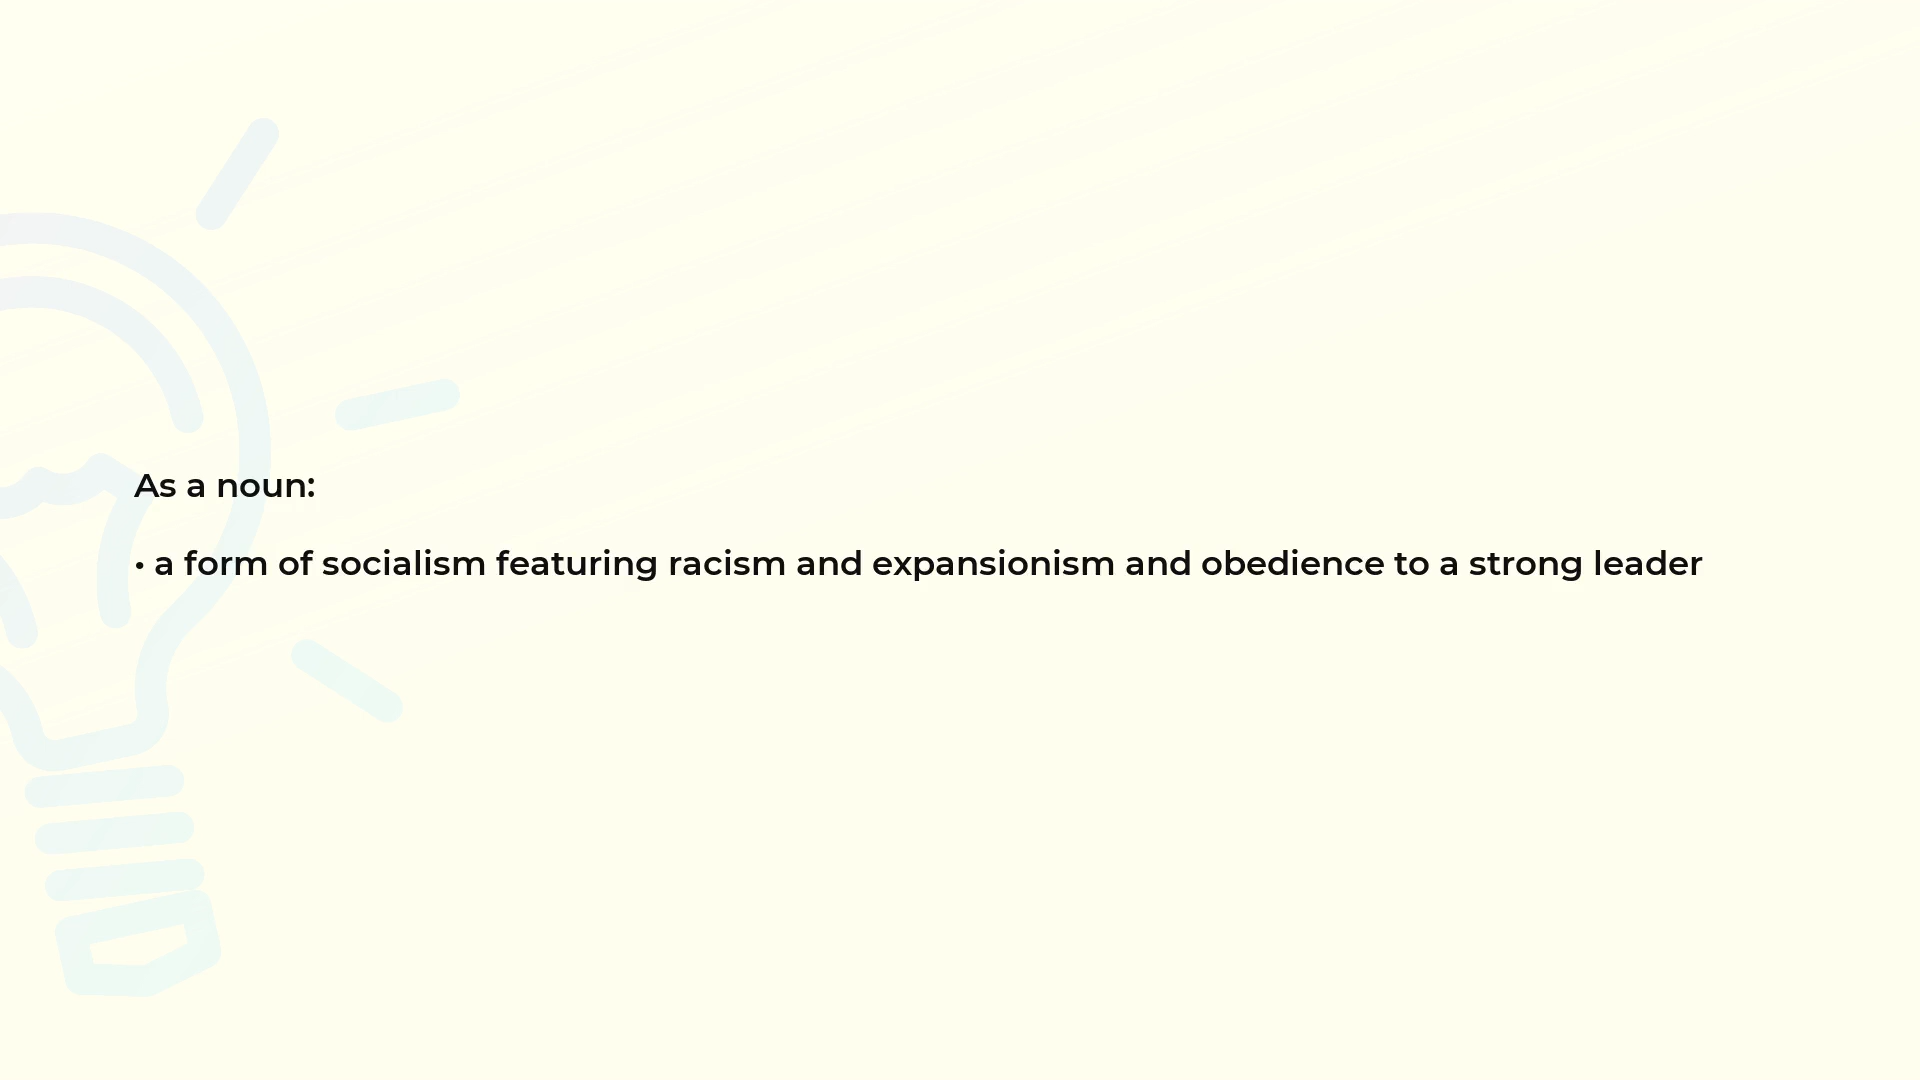 As a noun:
• a form of socialism featuring racism and expansionism and obedience to a strong leader